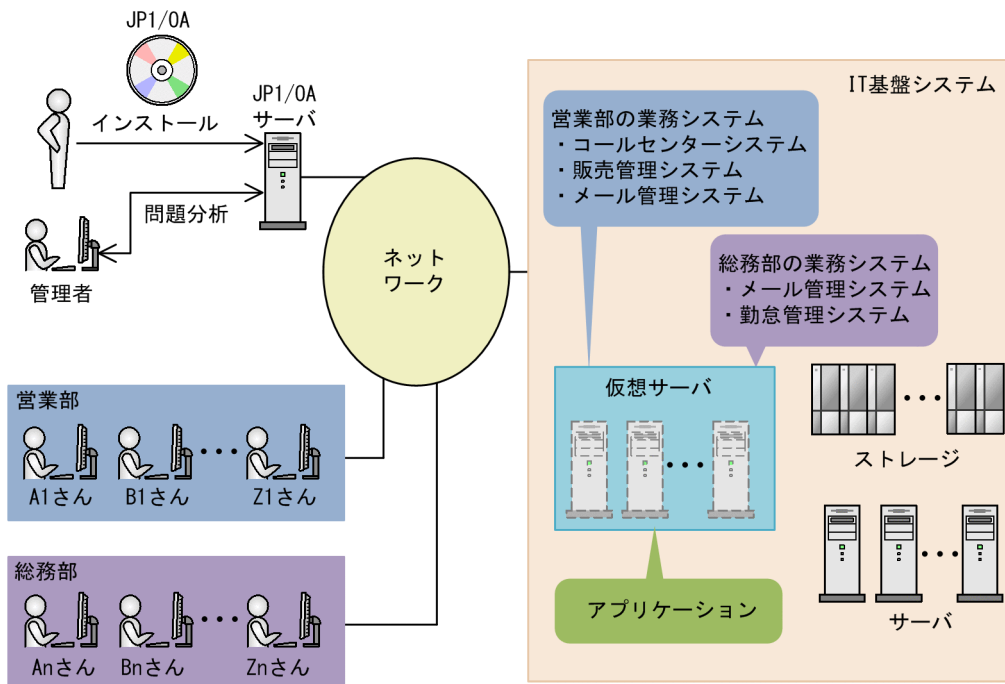 JP1/OA
インストール
JP1/OA
サーバ
問題分析
管理者
ネット
ワーク
営業部
A1さん
B1さん
･･･
Z1さん
総務部
Anさん
Bnさん
･･･
Znさん
IT基盤システム
営業部の業務システム
・コールセンターシステム
・販売管理システム
・メール管理システム
総務部の業務システム
・メール管理システム
・勤怠管理システム
仮想サーバ
･･･
アプリケーション
･･･
ストレージ
･･･
サーバ